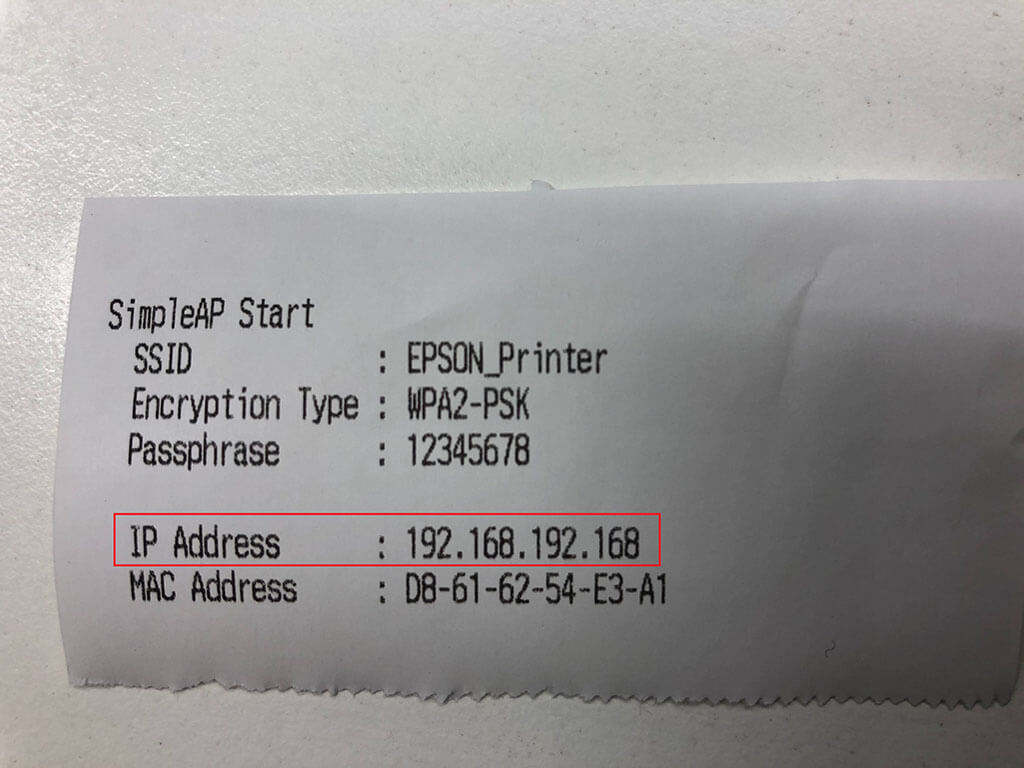 SimpleAP Start
SSID : EPSON_Printer
Encryption Type : WPA2-PSK
Passphrase : 12345678
IP Address : 192.168.192.168
MAC Address : D8-61-62-54-E3-A1